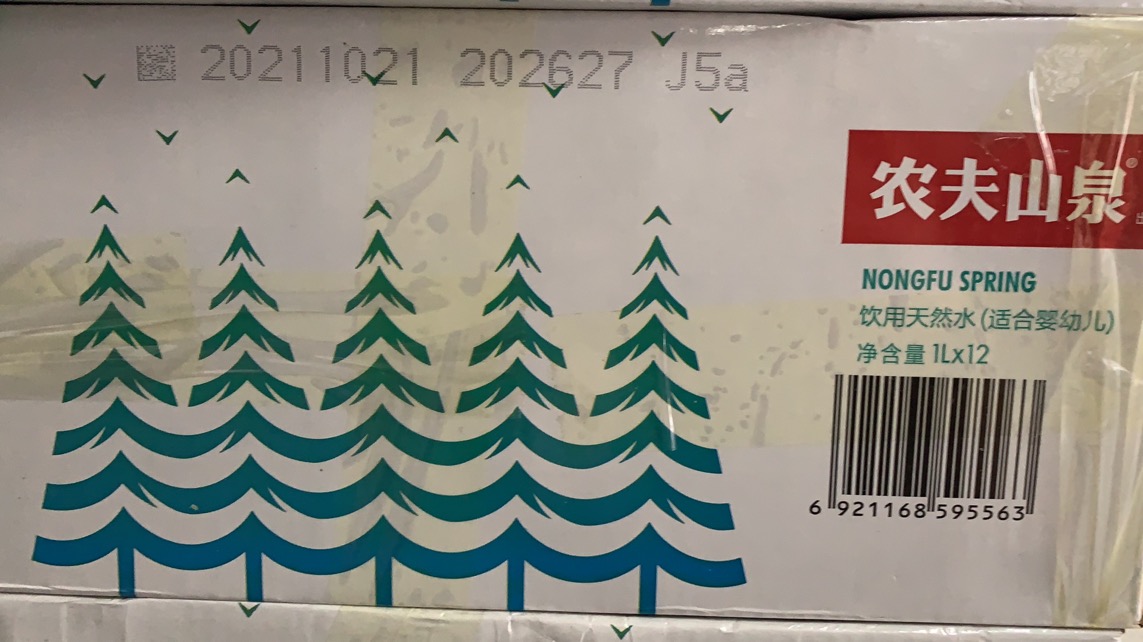 20211021 202627 J5a
农夫山泉®
NONGFU SPRING
饮用天然水(适合婴幼儿)
净含量 1Lx12
6 921168 595563